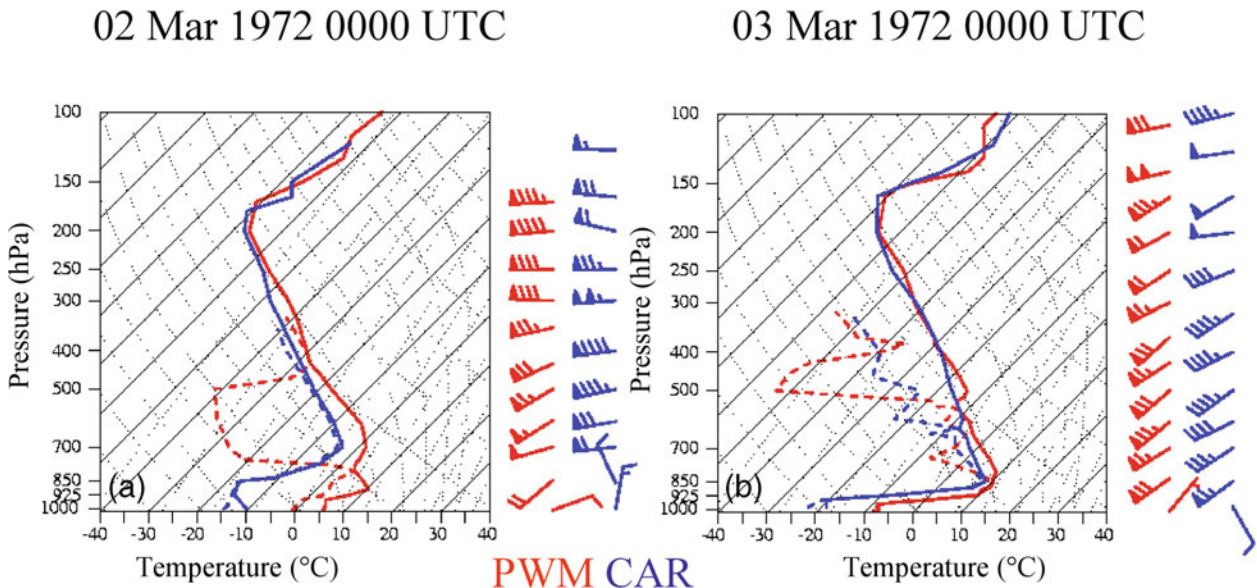 02 Mar 1972 0000 UTC
03 Mar 1972 0000 UTC
Pressure (hPa)
100
150
200
250
300
400
500
700
850
925
1000
(a)
-40 -30 -20 -10 0 10 20 30 40
Temperature (°C)
Pressure (hPa)
100
150
200
250
300
400
500
700
850
925
1000
(b)
-40 -30 -20 -10 0 10 20 30 40
Temperature (°C)
PWM CAR